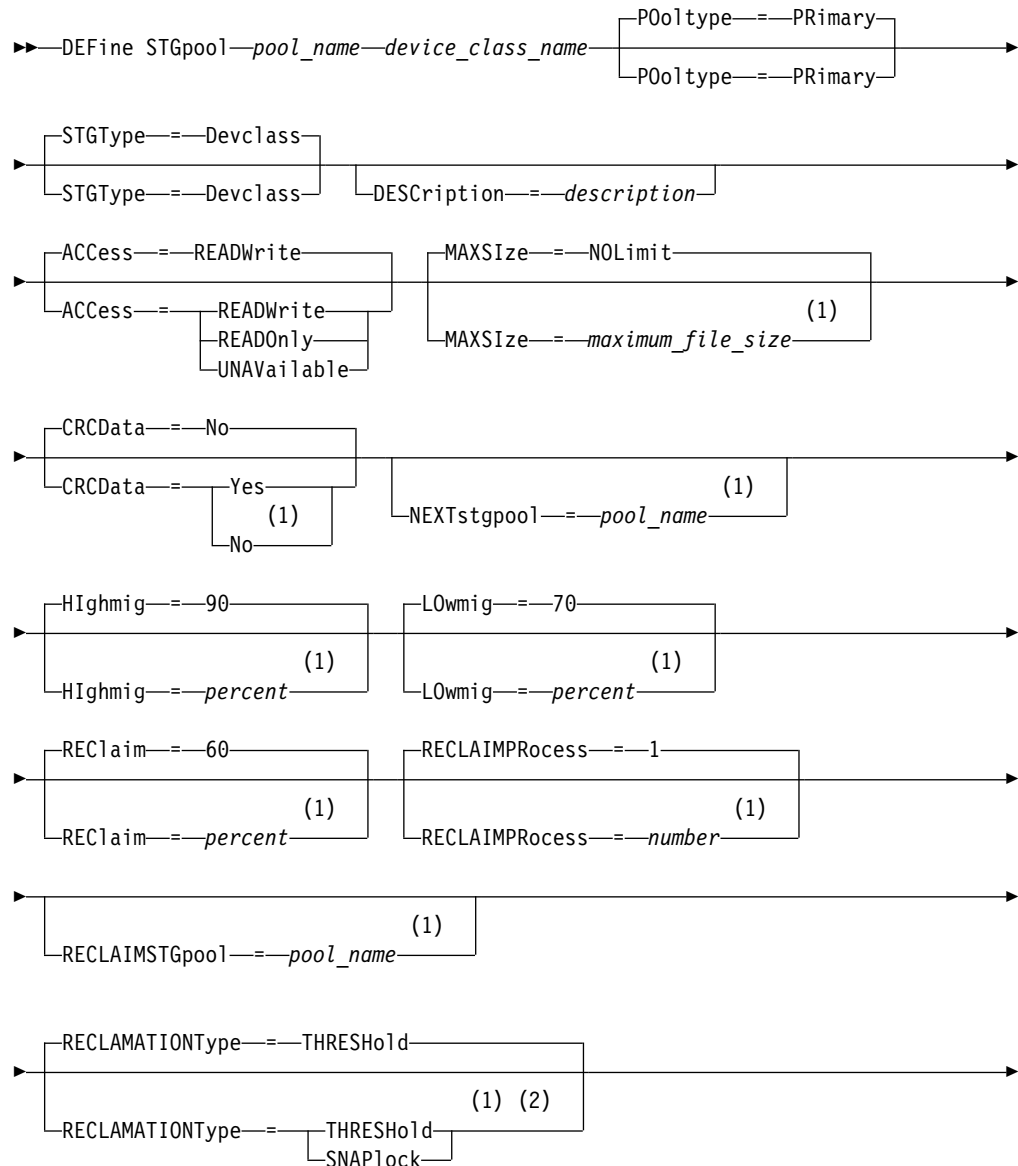 POoltype—=—PRimary
►►—DEFine STGpool—pool_name—device_class_name—►
POoltype—=—PRimary
STGType—=—Devclass
STGType—=—Devclass
DESCription—=—description
ACCess—=—READWrite MAXSIze—=—NOLimit
(1)
ACCess—=—READWrite MAXSIze—=—maximum_file_size
READOnly
UNAVailable
CRCData—=—No
CRCData—=—Yes (1)
(1) NEXTstgpool—=—pool_name
No
HIghmig—=—90 LOwmig—=—70
(1) (1)
HIghmig—=—percent LOwmig—=—percent
REClaim—=—60 RECLAIMPRocess—=—1
(1) (1)
REClaim—=—percent RECLAIMPRocess—=—number
(1)
RECLAIMSTGpool—=—pool_name
RECLAMATIONType—=—THRESHold
(1) (2)
RECLAMATIONType—=—THRESHold
SNAPlock